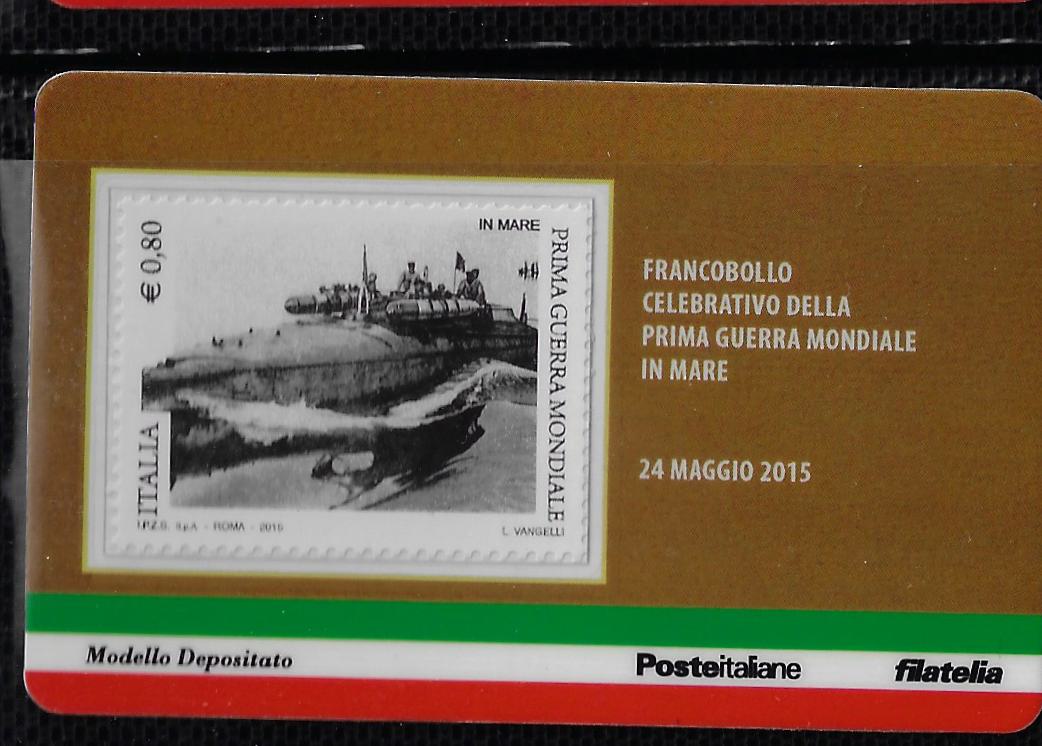 € 0,80
IN MARE
PRIMA GUERRA MONDIALE
ITALIA
I.P.Z.S. S.p.A. - ROMA - 2015
L. VANGELLI
FRANCOBOLLO
CELEBRATIVO DELLA
PRIMA GUERRA MONDIALE
IN MARE
24 MAGGIO 2015
Modello Depositato
Posteitaliane
filatelia